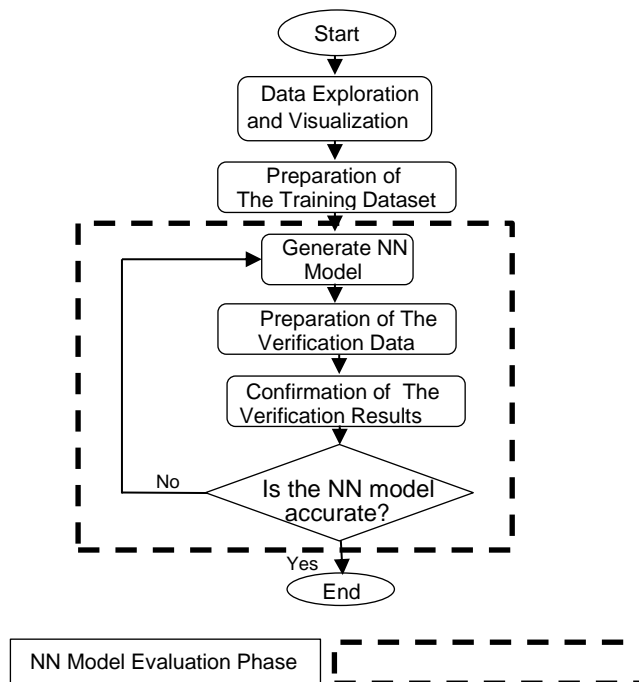 Start
Data Exploration
and Visualization
Preparation of
The Training Dataset
Generate NN
Model
Preparation of The
Verification Data
Confirmation of The
Verification Results
No
Is the NN model
accurate?
Yes
End
NN Model Evaluation Phase